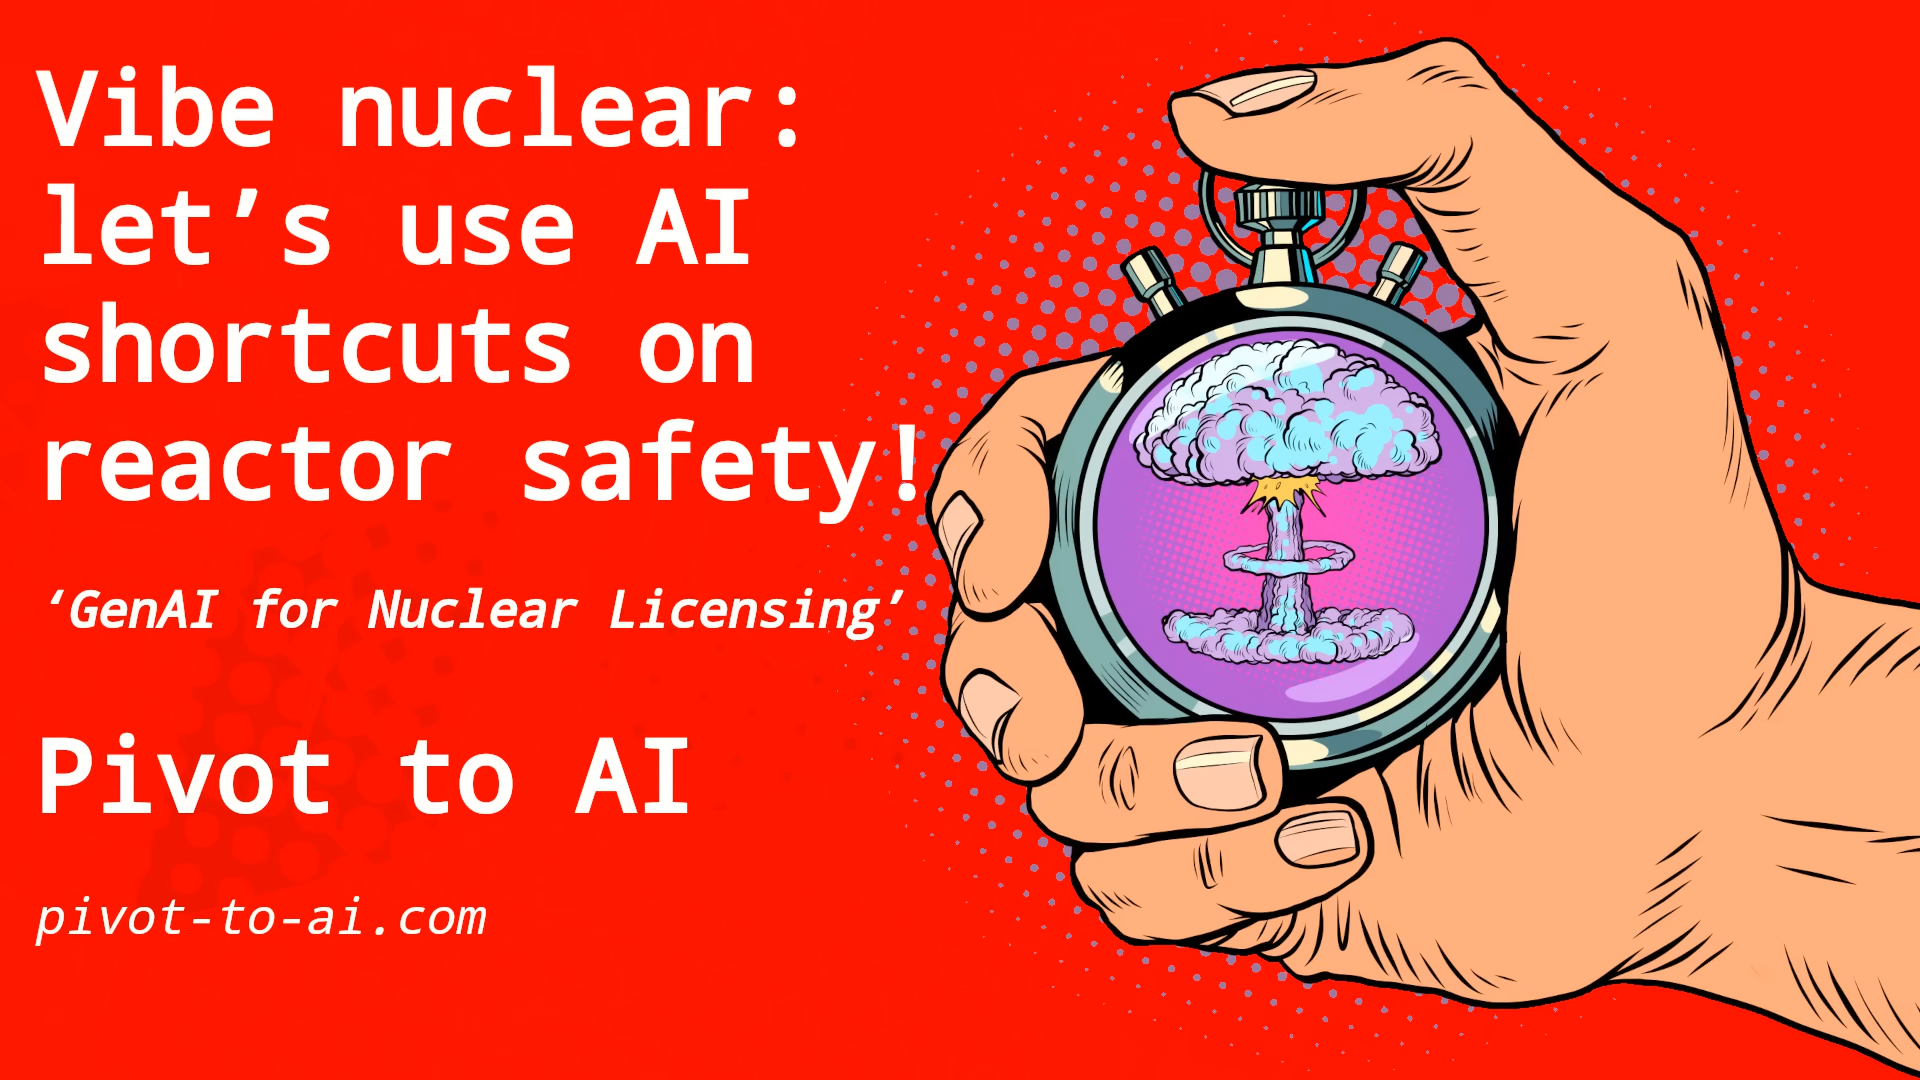 Vibe nuclear:
let’s use AI
shortcuts on
reactor safety!
‘GenAI for Nuclear Licensing’
Pivot to AI
pivot-to-ai.com